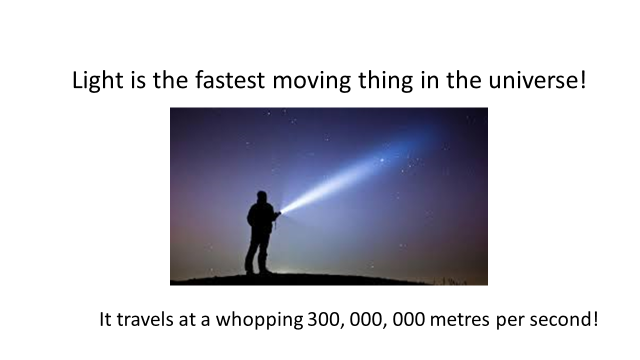 Light is the fastest moving thing in the universe!
It travels at a whopping 300, 000, 000 metres per second!